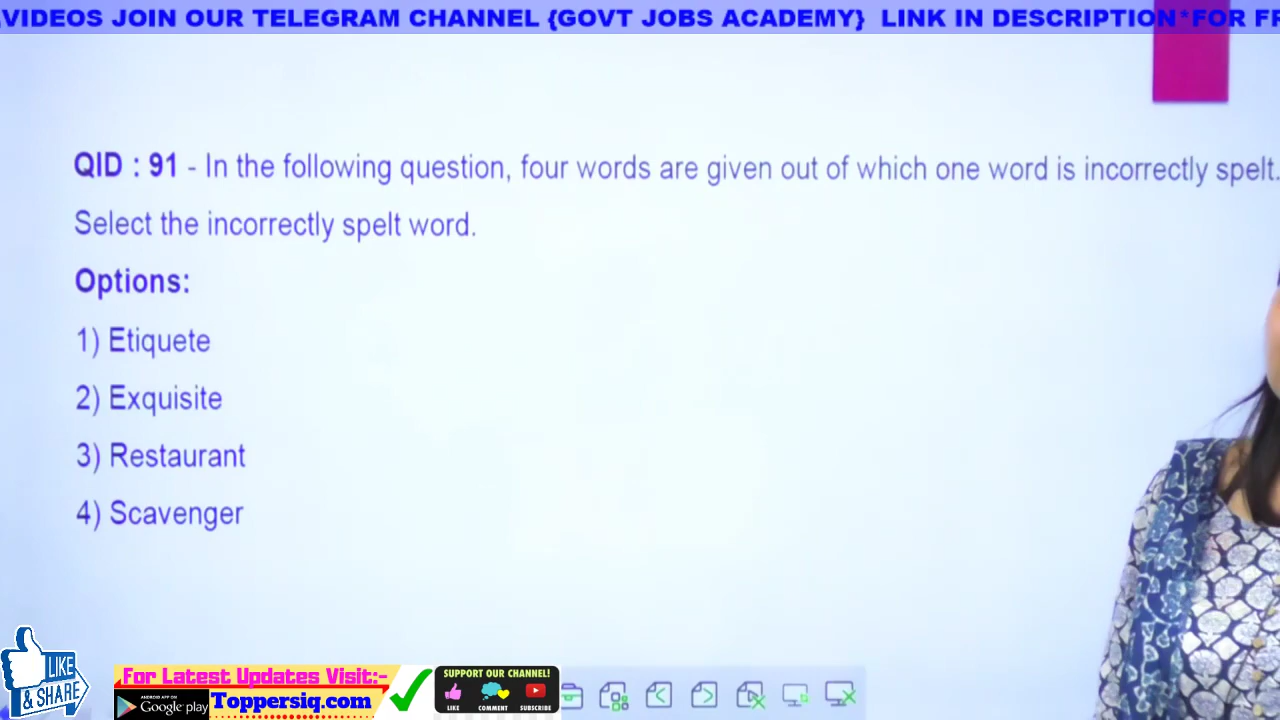 VIDEOS JOIN OUR TELEGRAM CHANNEL {GOVT JOBS ACADEMY} LINK IN DESCRIPTION*FOR
QID : 91 - In the following question, four words are given out of which one word is incorrectly spelt.
Select the incorrectly spelt word.
Options:
1) Etiquete
2) Exquisite
3) Restaurant
4) Scavenger
LIKE
& SHARE
For Latest Updates Visit:-
ANDROID APP ON
Google play
Toppersiq.com
SUPPORT OUR CHANNEL!
LIKE COMMENT SUBSCRIBE